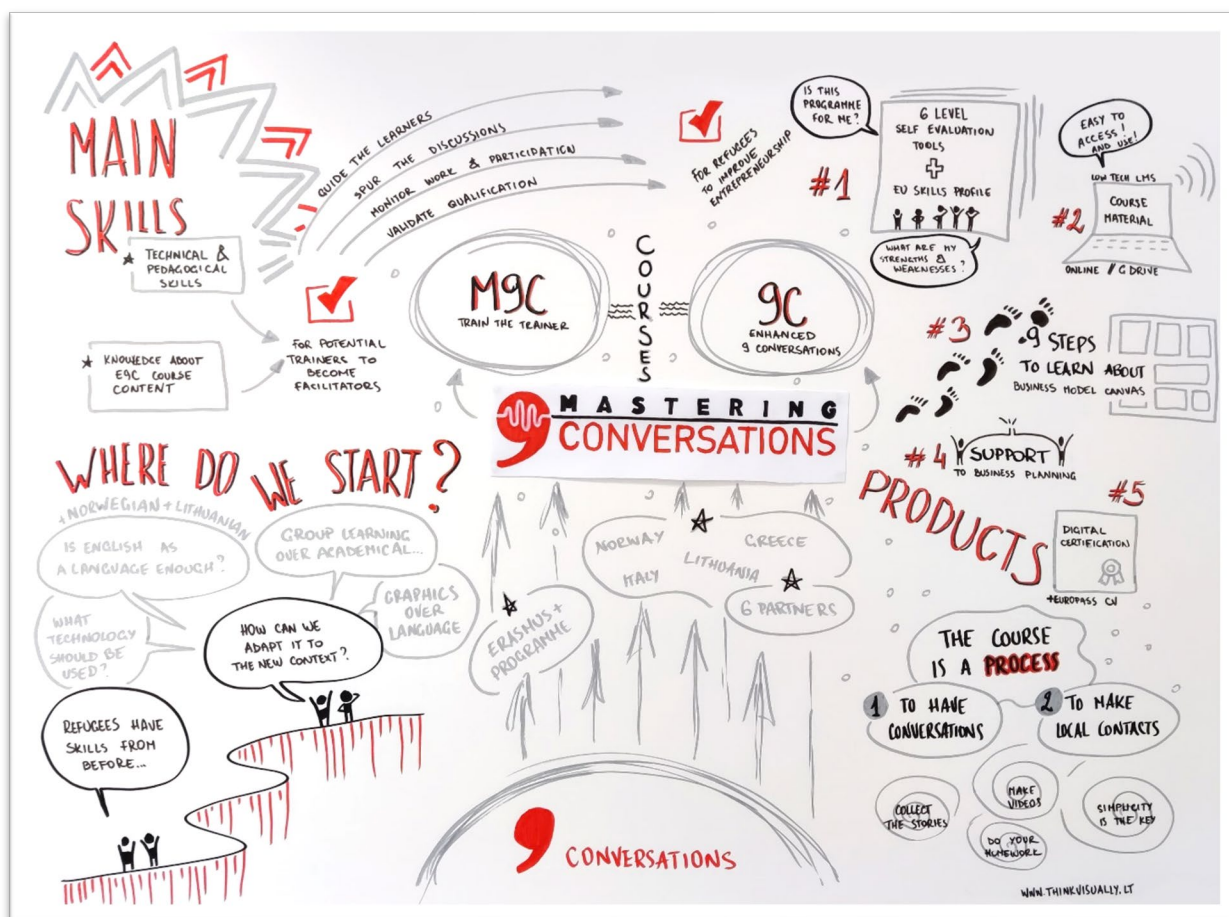 MAIN
SKILLS
★ TECHNICAL &
PEDAGOGICAL
SKILLS
★ KNOWLEDGE ABOUT
E9C COURSE
CONTENT
FOR POTENTIAL
TRAINERS TO
BECOME
FACILITATORS
GUIDE THE LEARNERS
SPUR THE DISCUSSIONS
MONITOR WORK & PARTICIPATION
VALIDATE QUALIFICATION
FOR REFUGEES
TO IMPROVE
ENTREPRENEURSHIP
M9C
TRAIN THE TRAINER
COURSES
9C
ENHANCED
9 CONVERSATIONS
9 MASTERING
CONVERSATIONS
IS THIS
PROGRAMME
FOR ME?
#1
6 LEVEL
SELF EVALUATION
TOOLS
+
EU SKILLS PROFILE
WHAT ARE MY
STRENGTHS &
WEAKNESSES?
EASY TO
ACCESS!
AND USE!
LOW TECH LMS
#2
COURSE
MATERIAL
ONLINE // G DRIVE
#3
9 STEPS
TO LEARN ABOUT
BUSINESS MODEL CANVAS
#4
SUPPORT
TO BUSINESS PLANNING
PRODUCTS
#5
DIGITAL
CERTIFICATION
+EUROPASS CV
WHERE DO WE START?
+NORWEGIAN + LITHUANIAN
IS ENGLISH AS
A LANGUAGE ENOUGH?
GROUP LEARNING
OVER ACADEMICAL...
GRAPHICS
OVER
LANGUAGE
WHAT
TECHNOLOGY
SHOULD BE
USED?
HOW CAN WE
ADAPT IT TO
THE NEW CONTEXT?
REFUGEES HAVE
SKILLS FROM
BEFORE...
ERASMUS+
PROGRAMME
NORWAY
GREECE
LITHUANIA
ITALY
6 PARTNERS
9 CONVERSATIONS
THE COURSE
IS A PROCESS
1 TO HAVE
CONVERSATIONS
2 TO MAKE
LOCAL CONTACTS
COLLECT
THE STORIES
MAKE
VIDEOS
DO YOUR
HOMEWORK
SIMPLICITY
IS THE KEY
WWW.THINKVISUALLY.LT